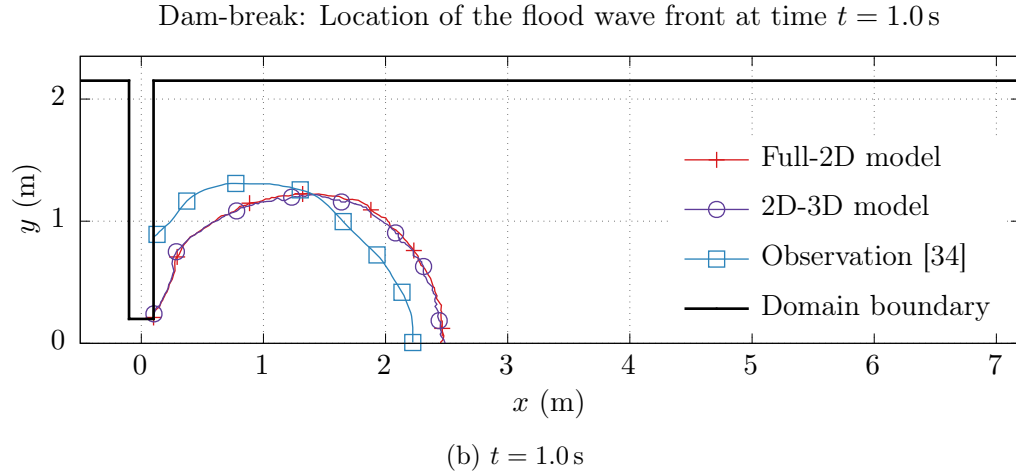 Dam-break: Location of the flood wave front at time t = 1.0 s
2
1
0
y (m)
Full-2D model
2D-3D model
Observation [34]
Domain boundary
0 1 2 3 4 5 6 7
x (m)
(b) t = 1.0 s